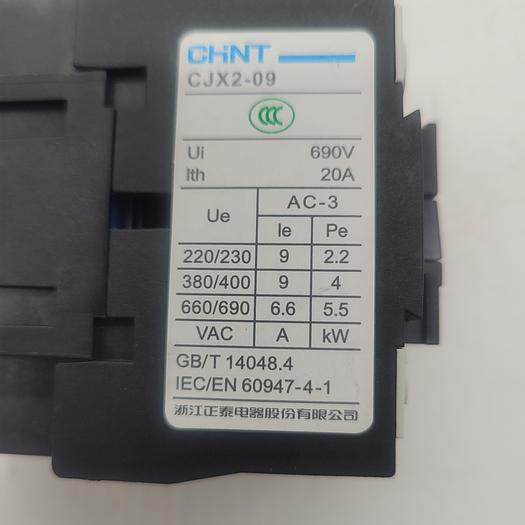 CHNT
CJX2-09
CCC
Ui 690V
Ith 20A
Ue AC-3
Ie Pe
220/230 9 2.2
380/400 9 4
660/690 6.6 5.5
VAC A kW
GB/T 14048.4
IEC/EN 60947-4-1
浙江正泰电器股份有限公司